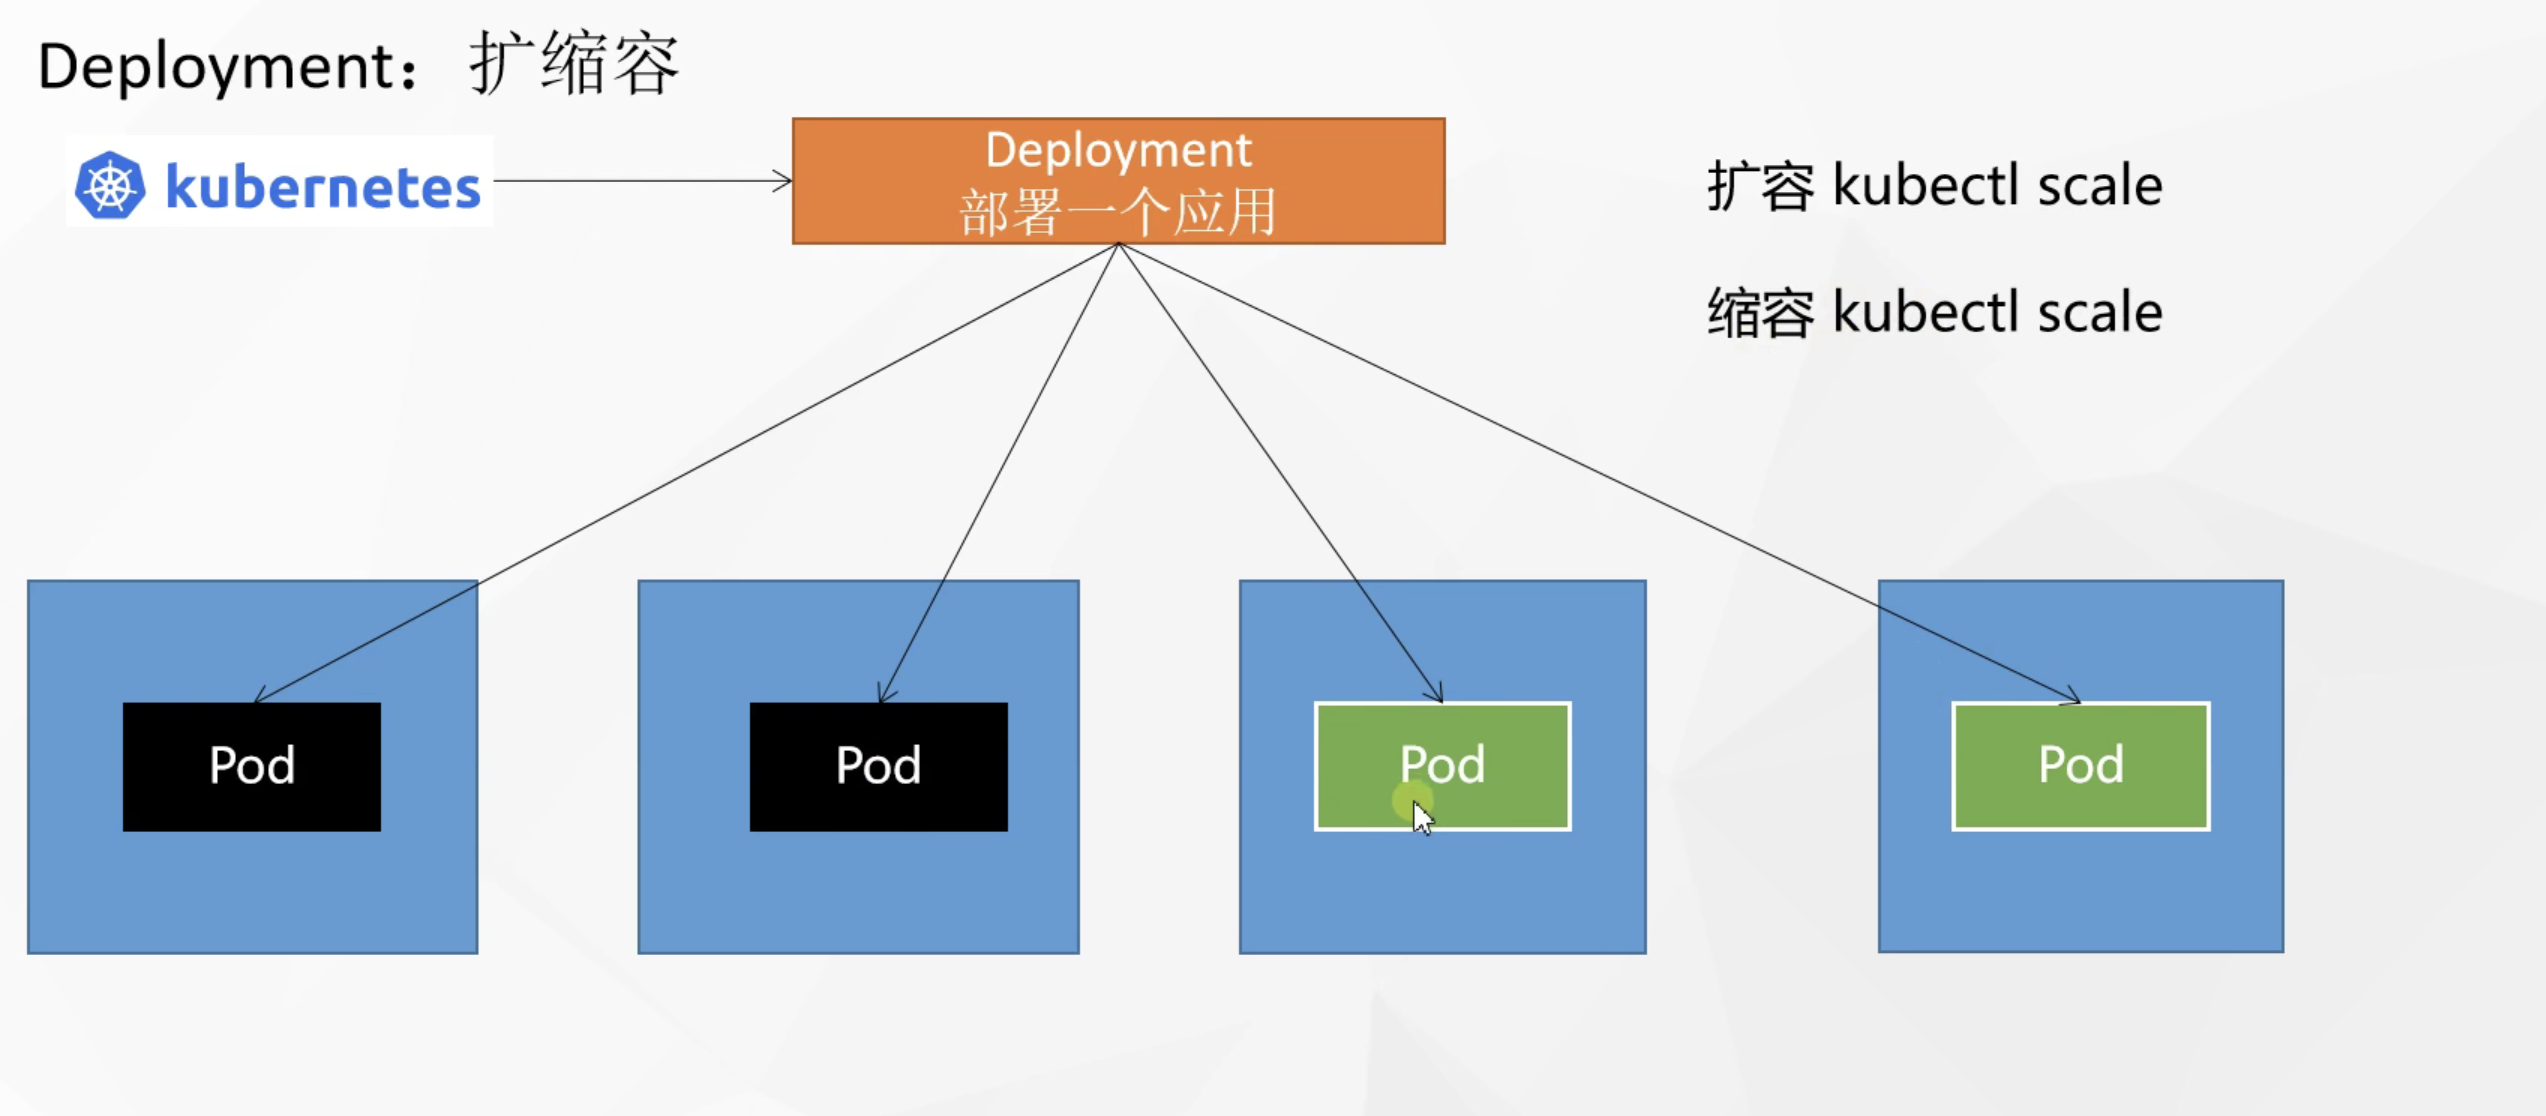 Deployment：扩缩容
kubernetes
Deployment
部署一个应用
扩容 kubectl scale
缩容 kubectl scale
Pod
Pod
Pod
Pod